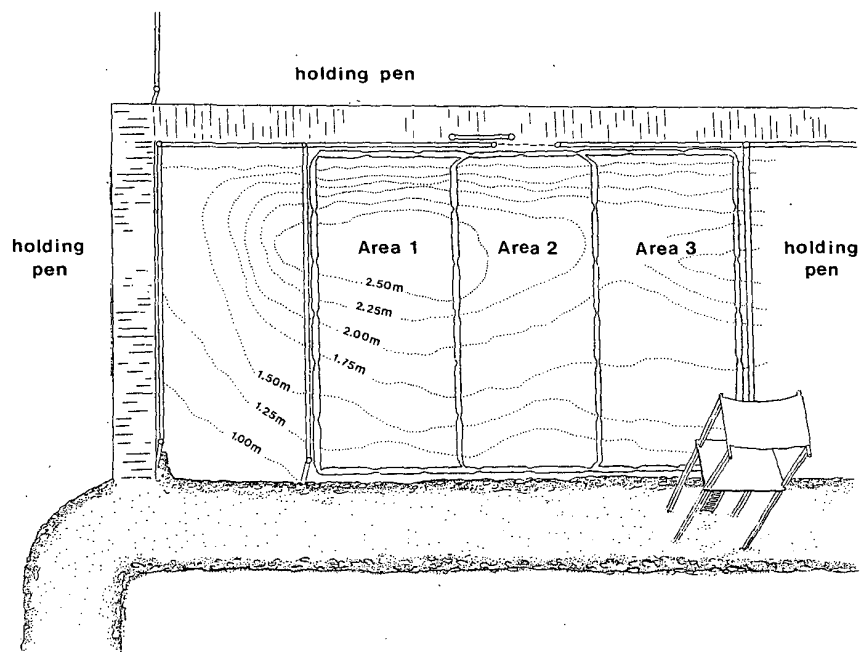 holding pen
holding
pen
Area 1
Area 2
Area 3
holding
pen
2.50m
2.25m
2.00m
1.75m
1.50m
1.25m
1.00m